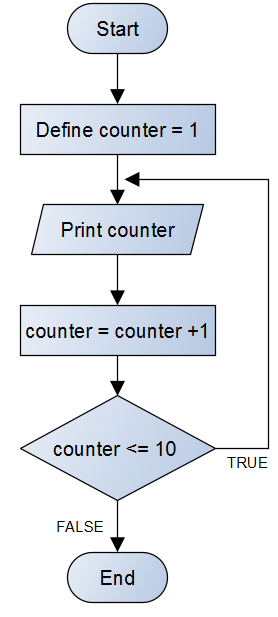 Start
Define counter = 1
Print counter
counter = counter +1
counter <= 10
TRUE
FALSE
End